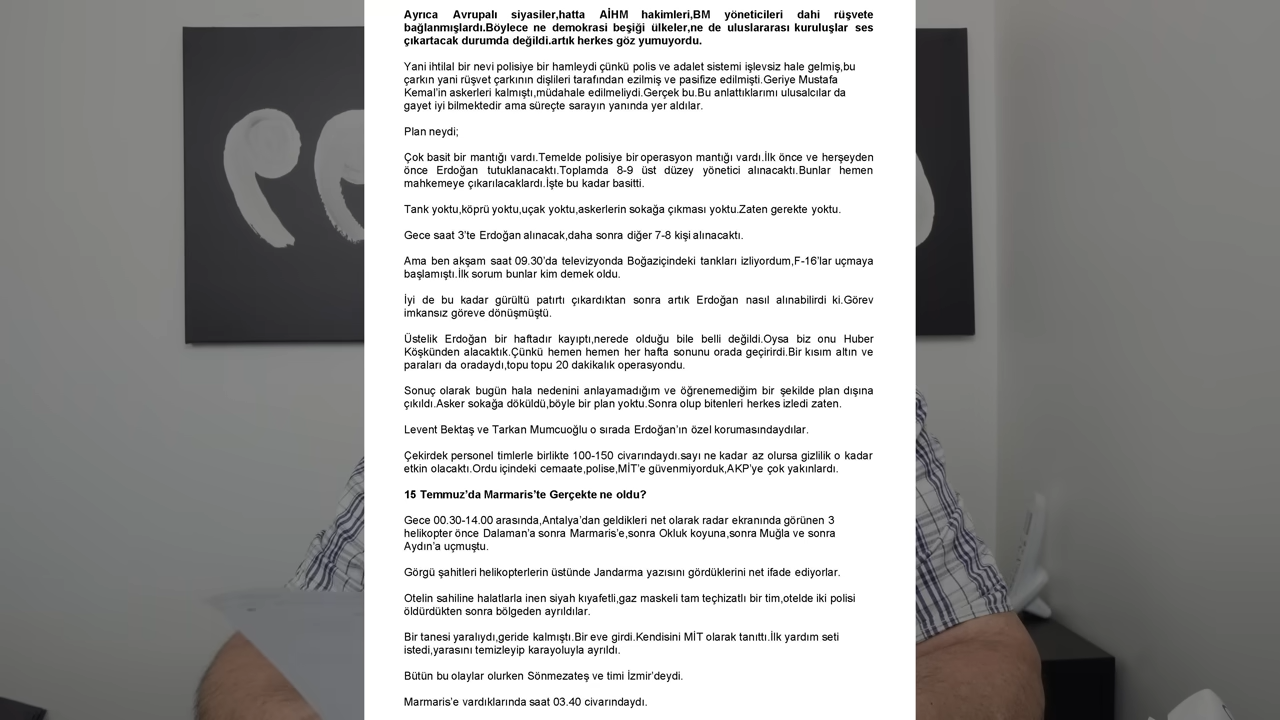 Ayrıca Avrupalı siyasiler,hatta AİHM hakimleri,BM yöneticileri dahi rüşvete
bağlanmışlardı.Böylece ne demokrasi beşiği ülkeler,ne de uluslararası kuruluşlar ses
çıkartacak durumda değildi.artık herkes göz yumuyordu.
Yani ihtilal bir nevi polisiye bir hamleydi çünkü polis ve adalet sistemi işlevsiz hale gelmiş,bu
çarkın yani rüşvet çarkının dişlileri tarafından ezilmiş ve pasifize edilmişti.Geriye Mustafa
Kemal'in askerleri kalmıştı,müdahale edilmeliydi.Gerçek bu.Bu anlattıklarımı ulusalcılar da
gayet iyi bilmektedir ama süreçte sarayın yanında yer aldılar.
Plan neydi;
Çok basit bir mantığı vardı.Temelde polisiye bir operasyon mantığı vardı.İlk önce ve herşeyden
önce Erdoğan tutuklanacaktı.Toplamda 8-9 üst düzey yönetici alınacaktı.Bunlar hemen
mahkemeye çıkarılacaklardı.İşte bu kadar basitti.
Tank yoktu,köprü yoktu,uçak yoktu,askerlerin sokağa çıkması yoktu.Zaten gerekte yoktu.
Gece saat 3'te Erdoğan alınacak,daha sonra diğer 7-8 kişi alınacaktı.
Ama ben akşam saat 09.30'da televizyonda Boğaziçindeki tankları izliyordum,F-16'lar uçmaya
başlamıştı.İlk sorum bunlar kim demek oldu.
İyi de bu kadar gürültü patırtı çıkardıktan sonra artık Erdoğan nasıl alınabilirdi ki.Görev
imkansız göreve dönüşmüştü.
Üstelik Erdoğan bir haftadır kayıptı,nerede olduğu bile belli değildi.Oysa biz onu Huber
Köşkünden alacaktık.Çünkü hemen hemen her hafta sonunu orada geçirirdi.Bir kısım altın ve
paraları da oradaydı,topu topu 20 dakikalık operasyondu.
Sonuç olarak bugün hala nedenini anlayamadığım ve öğrenemediğim bir şekilde plan dışına
çıkıldı.Asker sokağa döküldü,böyle bir plan yoktu.Sonra olup bitenleri herkes izledi zaten.
Levent Bektaş ve Tarkan Mumcuoğlu o sırada Erdoğan'ın özel korumasındaydılar.
Çekirdek personel timlerle birlikte 100-150 civarındaydı.sayı ne kadar az olursa gizlilik o kadar
etkin olacaktı.Ordu içindeki cemaate,polise,MİT'e güvenmiyorduk,AKP'ye çok yakınlardı.
15 Temmuz'da Marmaris'te Gerçekte ne oldu?
Gece 00.30-14.00 arasında,Antalya'dan geldikleri net olarak radar ekranında görünen 3
helikopter önce Dalaman'a sonra Marmaris'e,sonra Okluk koyuna,sonra Muğla ve sonra
Aydın'a uçmuştu.
Görgü şahitleri helikopterlerin üstünde Jandarma yazısını gördüklerini net ifade ediyorlar.
Otelin sahiline halatlarla inen siyah kıyafetli,gaz maskeli tam teçhizatlı bir tim,otelde iki polisi
öldürdükten sonra bölgeden ayrıldılar.
Bir tanesi yaralıydı,geride kalmıştı.Bir eve girdi.Kendisini MİT olarak tanıttı.İlk yardım seti
istedi,yarasını temizleyip karayoluyla ayrıldı.
Bütün bu olaylar olurken Sönmezateş ve timi İzmir'deydi.
Marmaris'e vardıklarında saat 03.40 civarındaydı.